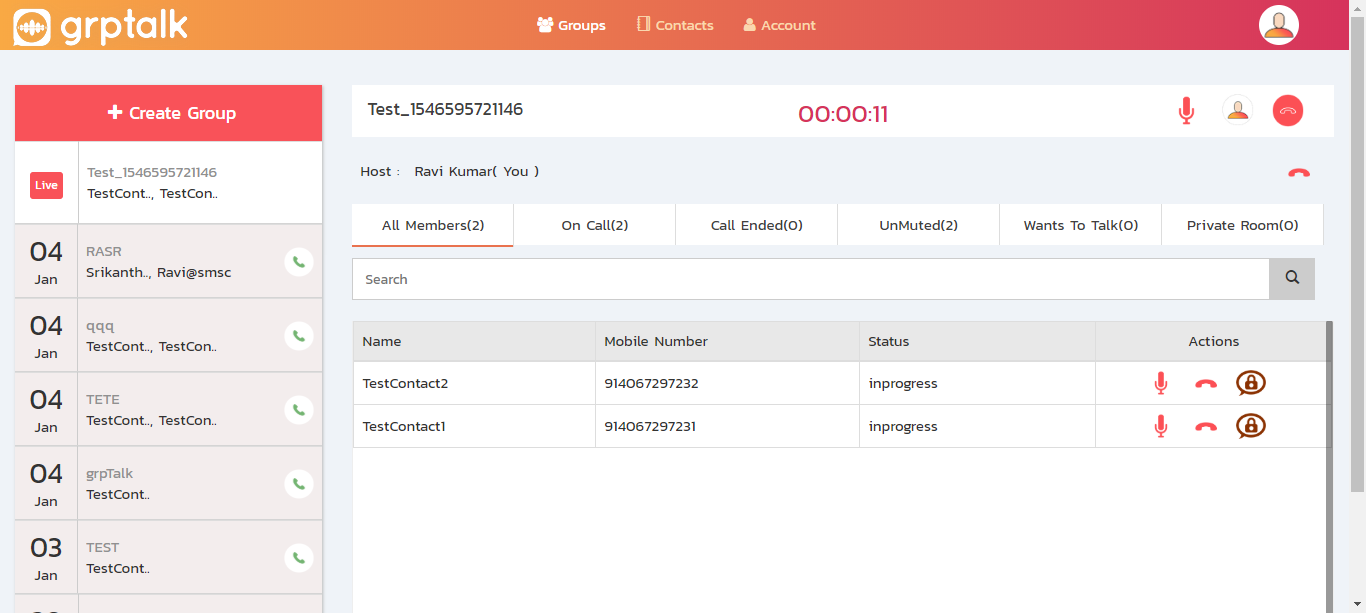 grptalk
Groups
Contacts
Account
Create Group
Live
Test_1546595721146
TestCont.., TestCon..
04
Jan
RASR
Srikanth.., Ravi@smsc
04
Jan
qqq
TestCont.., TestCon..
04
Jan
TETE
TestCont.., TestCon..
04
Jan
grpTalk
TestCont..
03
Jan
TEST
TestCont..
Test_1546595721146
00:00:11
Host : Ravi Kumar( You )
All Members(2) On Call(2) Call Ended(0) UnMuted(2) Wants To Talk(0) Private Room(0)
Search
Name Mobile Number Status Actions
TestContact2 914067297232 inprogress
TestContact1 914067297231 inprogress